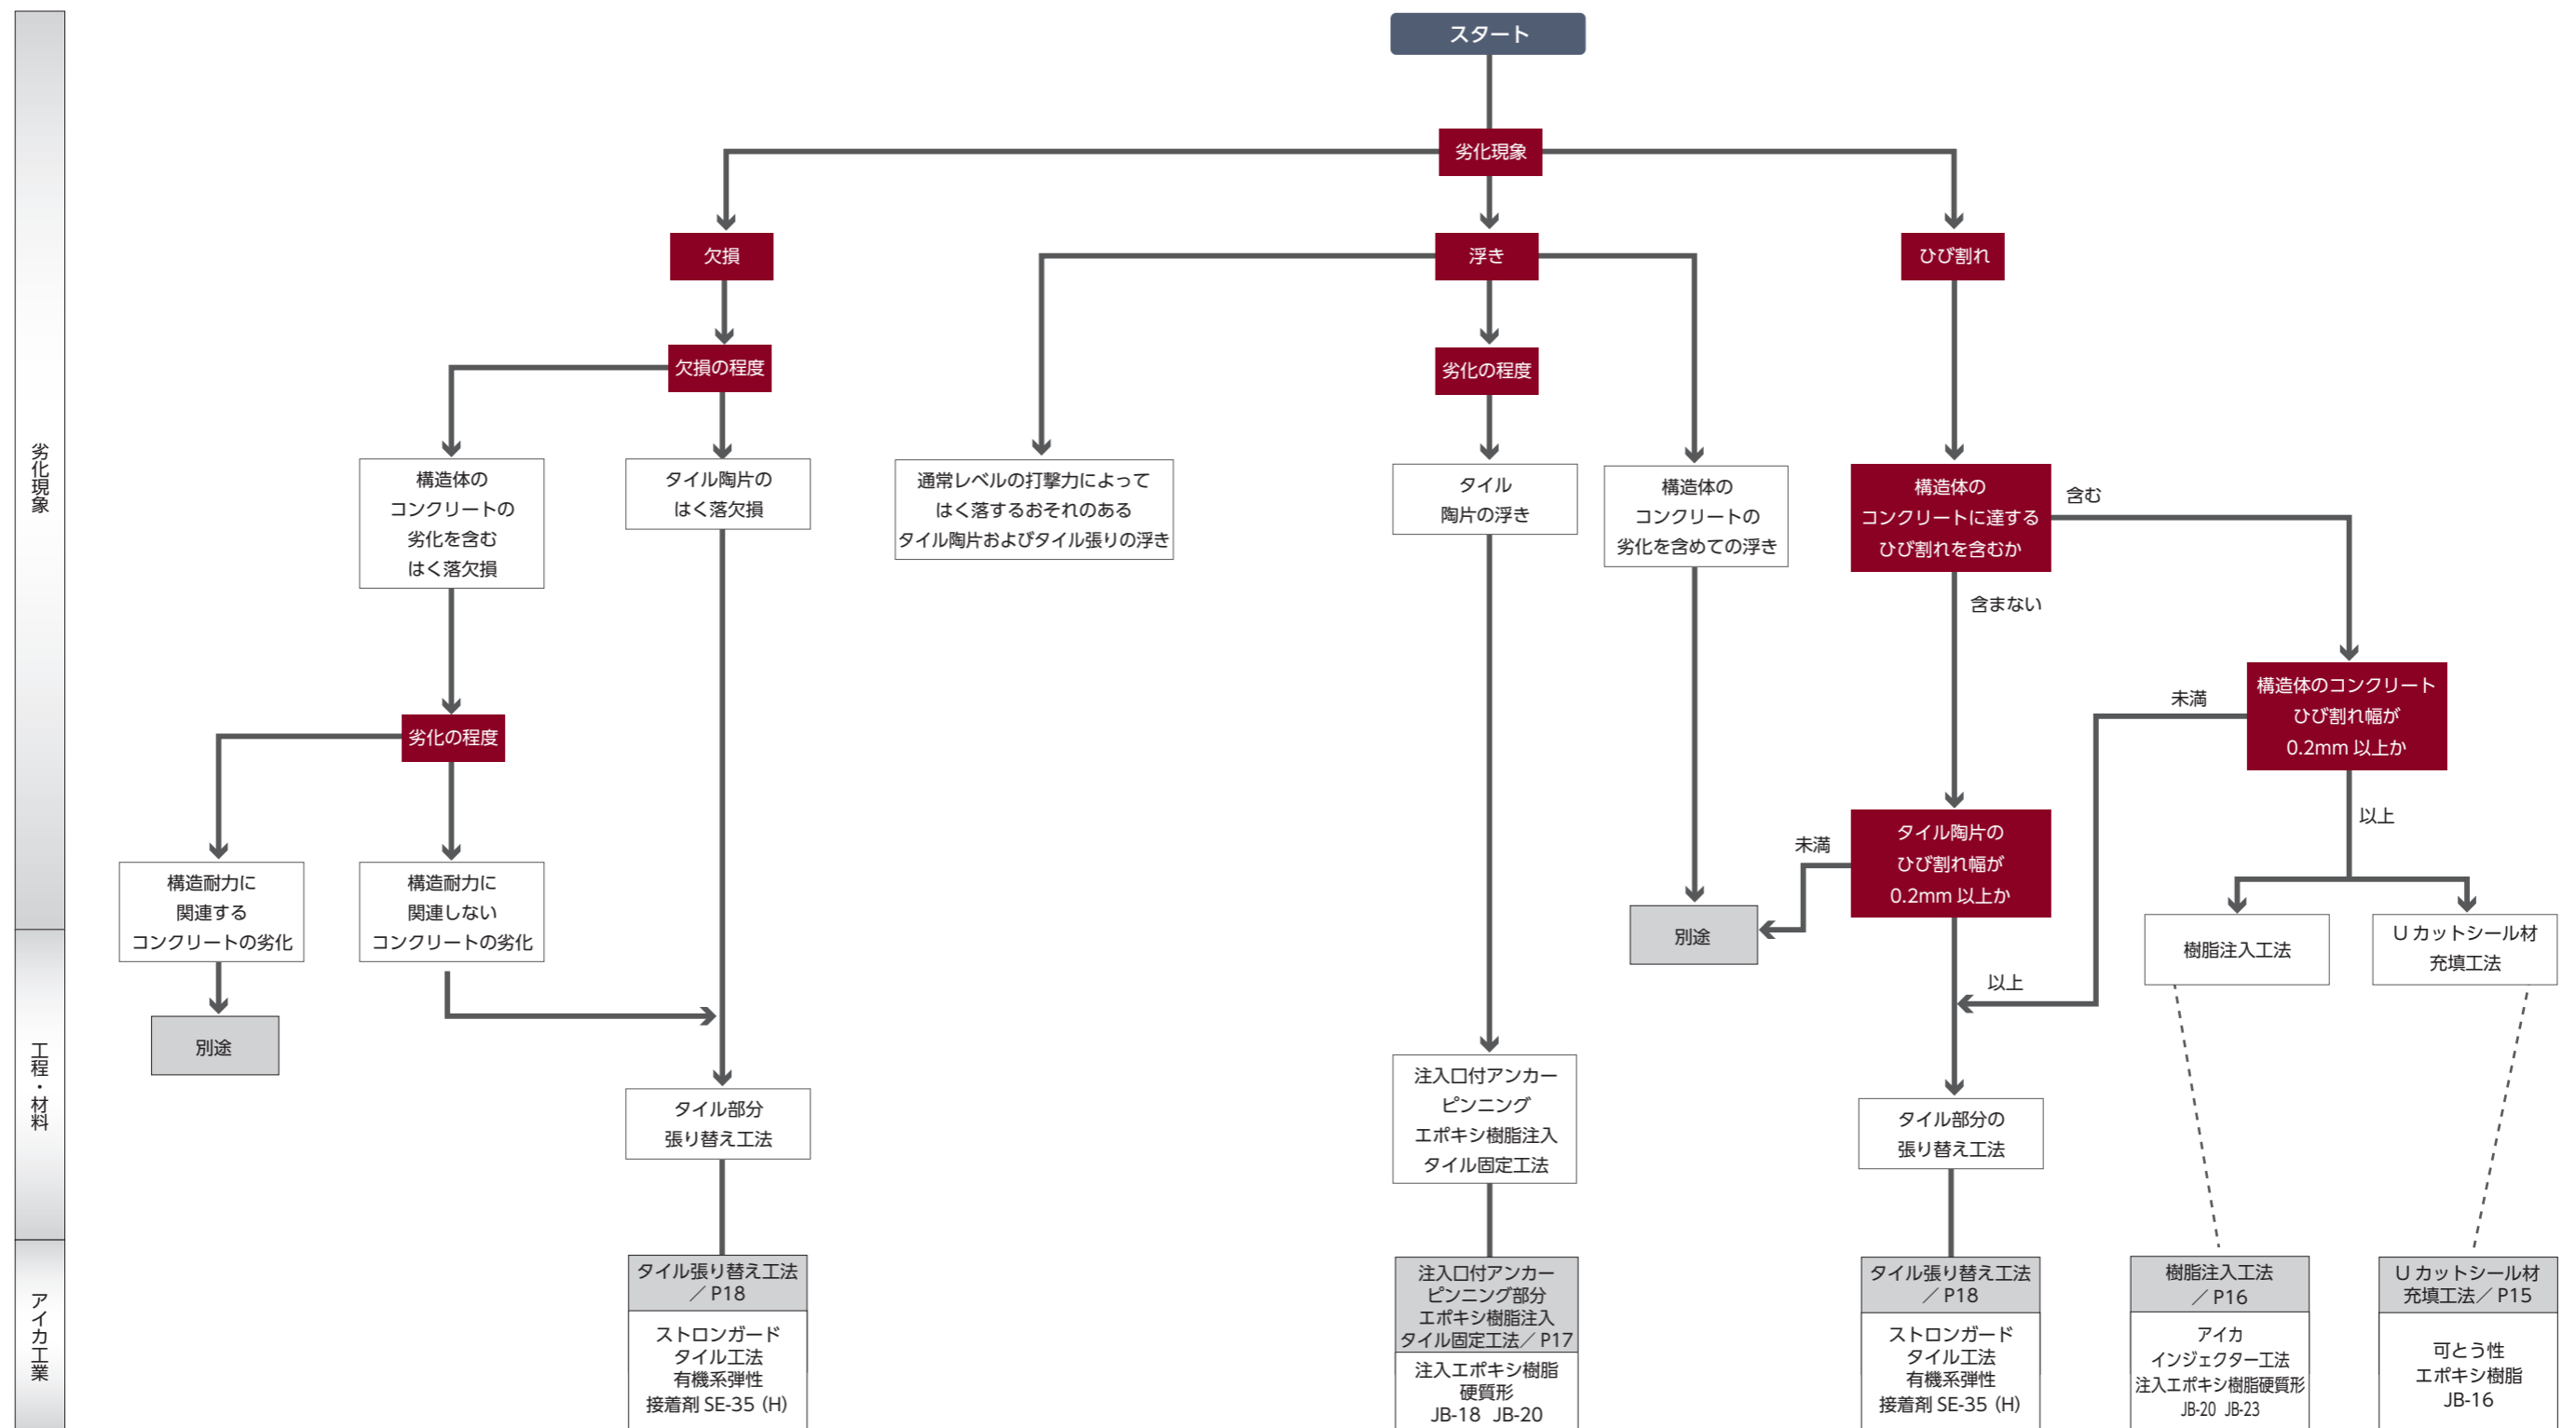 スタート
劣化現象
欠損
浮き
ひび割れ
欠損の程度
劣化の程度
構造体の
コンクリートの
劣化を含む
はく落欠損
タイル陶片の
はく落欠損
通常レベルの打撃力によって
はく落するおそれのある
タイル陶片およびタイル張りの浮き
タイル
陶片の浮き
構造体の
コンクリートの
劣化を含めての浮き
構造体の
コンクリートに達する
ひび割れを含むか
含む
含まない
構造体のコンクリート
ひび割れ幅が
0.2mm 以上か
未満
以上
劣化の程度
タイル陶片の
ひび割れ幅が
0.2mm 以上か
未満
以上
構造耐力に
関連する
コンクリートの劣化
構造耐力に
関連しない
コンクリートの劣化
別途
別途
樹脂注入工法
U カットシール材
充填工法
タイル部分
張り替え工法
注入口付アンカー
ピンニング
エポキシ樹脂注入
タイル固定工法
タイル部分の
張り替え工法
タイル張り替え工法
／ P18
ストロンガード
タイル工法
有機系弾性
接着剤 SE-35（H）
注入口付アンカー
ピンニング部分
エポキシ樹脂注入
タイル固定工法／ P17
注入エポキシ樹脂
硬質形
JB-18 JB-20
タイル張り替え工法
／ P18
ストロンガード
タイル工法
有機系弾性
接着剤 SE-35（H）
樹脂注入工法
／ P16
アイカ
インジェクター工法
注入エポキシ樹脂硬質形
JB-20 JB-23
U カットシール材
充填工法／ P15
可とう性
エポキシ樹脂
JB-16
劣化現象
工程・材料
アイカ工業